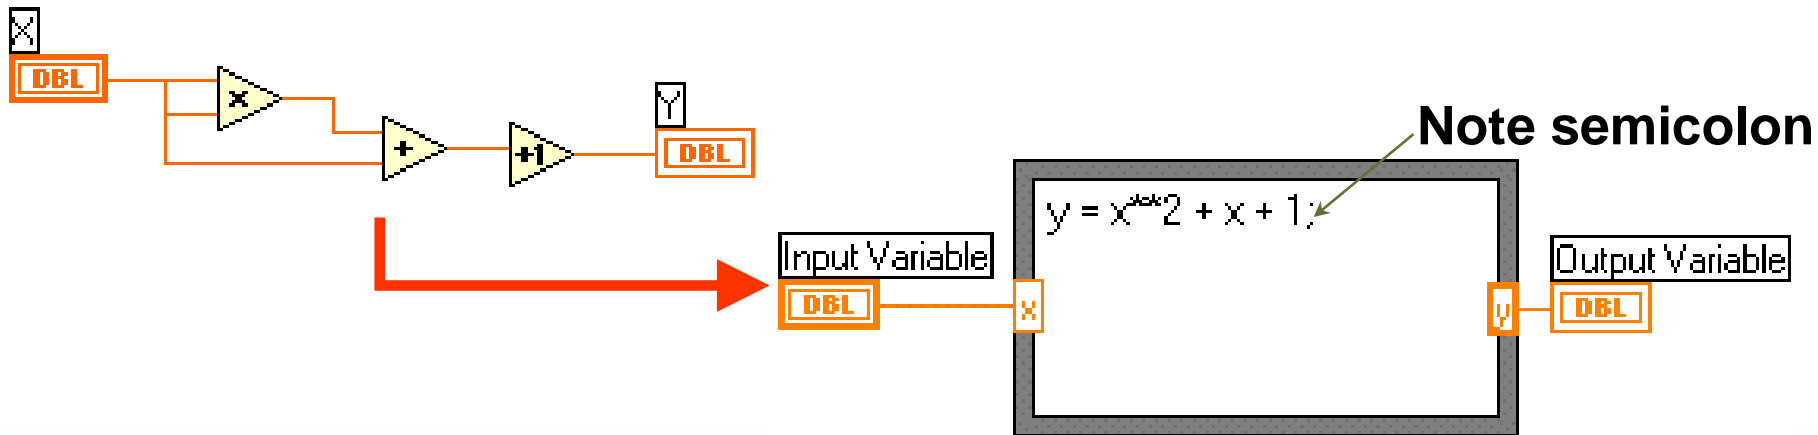 X
DBL
x
+
+1
Y
DBL
Note semicolon
y = x**2 + x + 1;
Input Variable
DBL
x
y
Output Variable
DBL